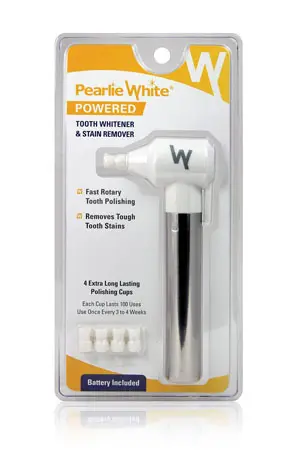 W
Pearlie White®
POWERED
TOOTH WHITENER
& STAIN REMOVER
W
Fast Rotary
Tooth Polishing
Removes Tough
Tooth Stains
4 Extra Long Lasting
Polishing Cups
Each Cup Lasts 100 Uses
Use Once Every 3 to 4 Weeks
Battery Included